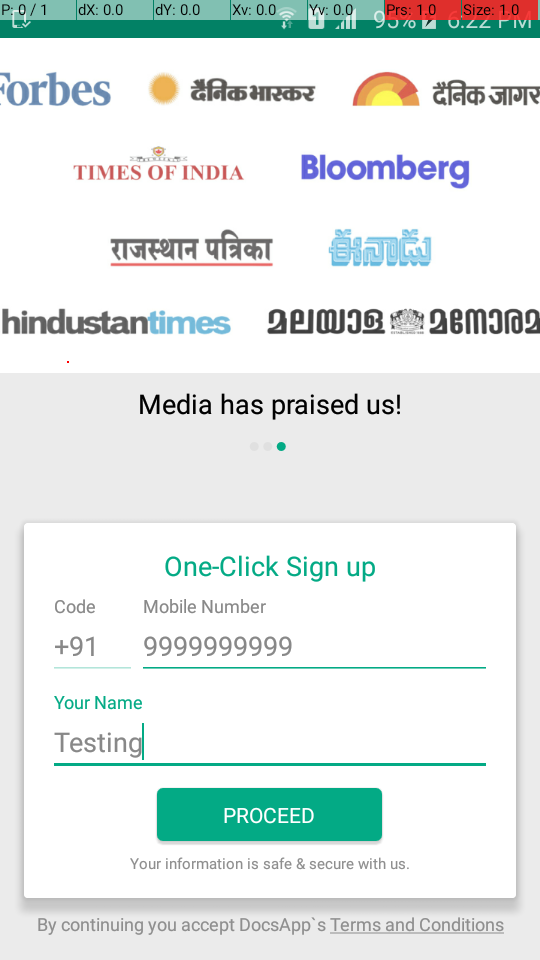 P: 0 / 1 dX: 0.0 dY: 0.0 Xv: 0.0 Yv: 0.0 Prs: 1.0 Size: 1.0
95% 6:22 PM
Forbes दैनिक भास्कर दैनिक जागर
TIMES OF INDIA Bloomberg
राजस्थान पत्रिका ఈనాడు
hindustantimes മലയാള മനോരമ
Media has praised us!
One-Click Sign up
Code Mobile Number
+91 9999999999
Your Name
Testing
PROCEED
Your information is safe & secure with us.
By continuing you accept DocsApp`s Terms and Conditions